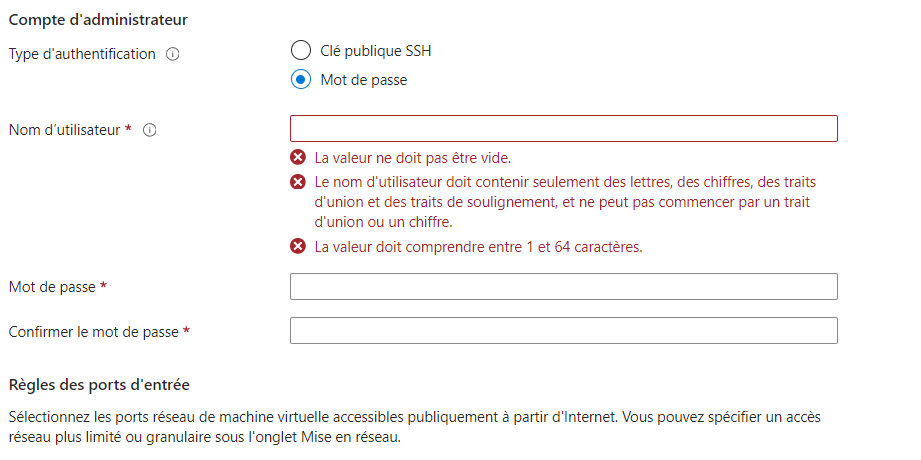 Compte d'administrateur
Type d'authentification
Clé publique SSH
Mot de passe
Nom d'utilisateur *
La valeur ne doit pas être vide.
Le nom d'utilisateur doit contenir seulement des lettres, des chiffres, des traits
d'union et des traits de soulignement, et ne peut pas commencer par un trait
d'union ou un chiffre.
La valeur doit comprendre entre 1 et 64 caractères.
Mot de passe *
Confirmer le mot de passe *
Règles des ports d'entrée
Sélectionnez les ports réseau de machine virtuelle accessibles publiquement à partir d'Internet. Vous pouvez spécifier un accès
réseau plus limité ou granulaire sous l'onglet Mise en réseau.